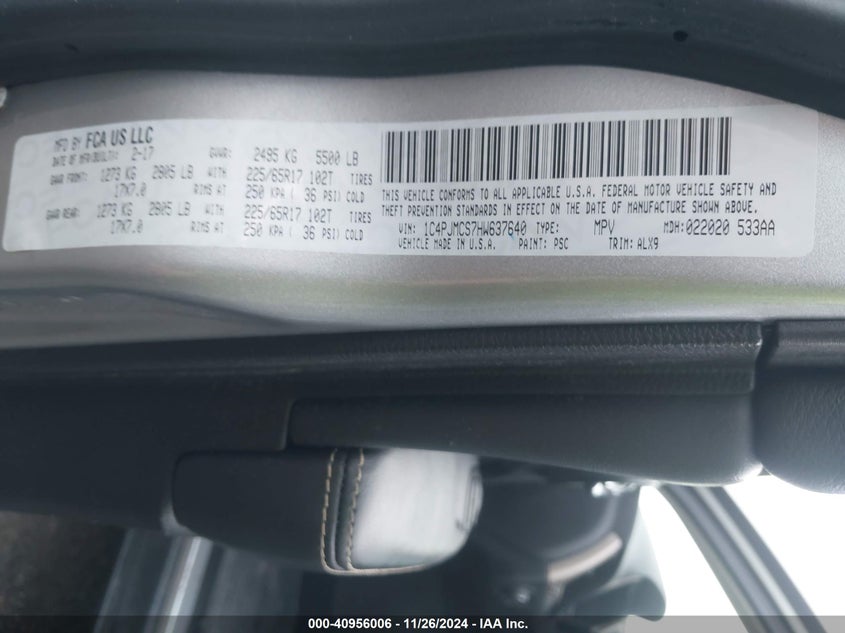 MFD BY FCA US LLC
DATE OF MFR(BUILT): 2-17 GVWR: 2495 KG 5500 LB
GAWR FRONT: 1273 KG 2805 LB WITH 225/65R17 102T TIRES
17X7.0 RIMS AT 250 KPA ( 36 PSI) COLD
GAWR REAR: 1273 KG 2805 LB WITH 225/65R17 102T TIRES
17X7.0 RIMS AT 250 KPA ( 36 PSI) COLD
THIS VEHICLE CONFORMS TO ALL APPLICABLE U.S.A. FEDERAL MOTOR VEHICLE SAFETY AND
THEFT PREVENTION STANDARDS IN EFFECT ON THE DATE OF MANUFACTURE SHOWN ABOVE.
VIN: 1C4PJMCS7HW637640 TYPE: MPV MDH:022020 533AA
VEHICLE MADE IN U.S.A. PAINT: PSC TRIM: ALX9
000-40956006 - 11/26/2024 - IAA Inc.